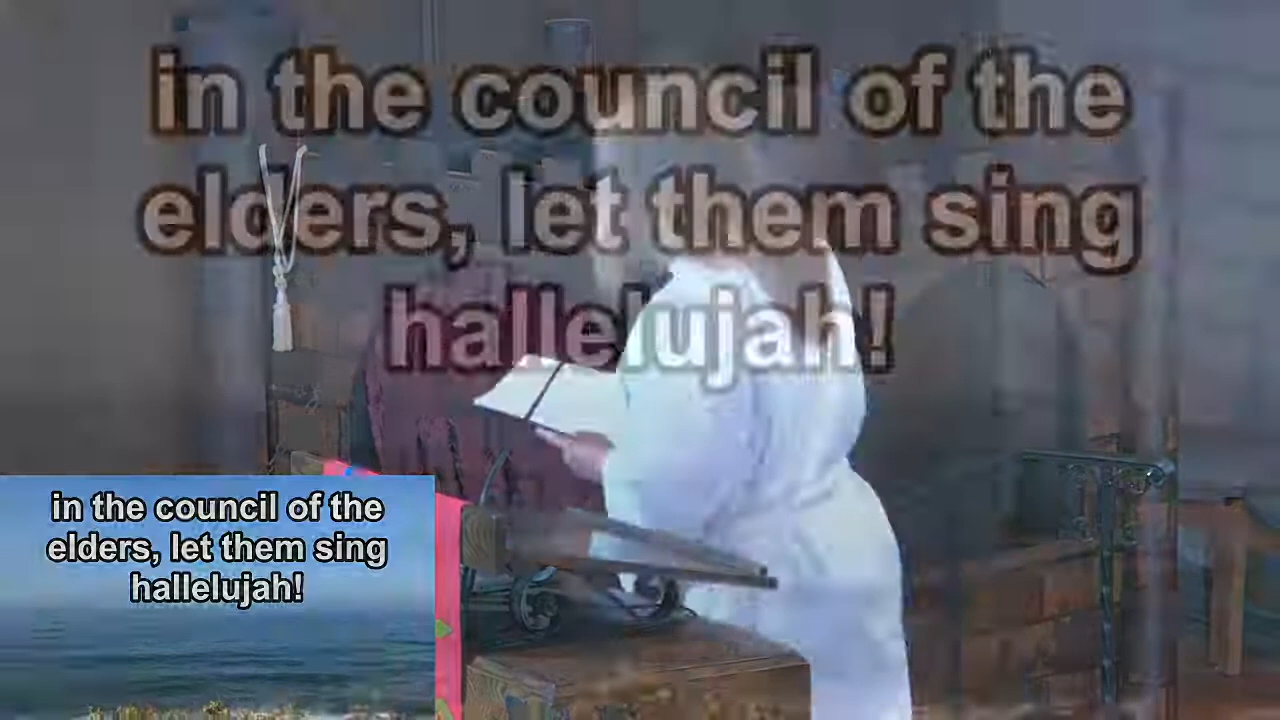 in the council of the
elders, let them sing
hallelujah!
in the council of the
elders, let them sing
hallelujah!